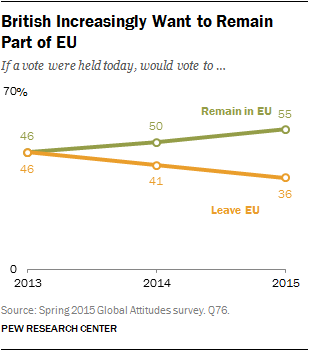 British Increasingly Want to Remain
Part of EU
If a vote were held today, would vote to ...
70%
Remain in EU
55
50
46
46
41
36
Leave EU
0
2013
2014
2015
Source: Spring 2015 Global Attitudes survey. Q76.
PEW RESEARCH CENTER